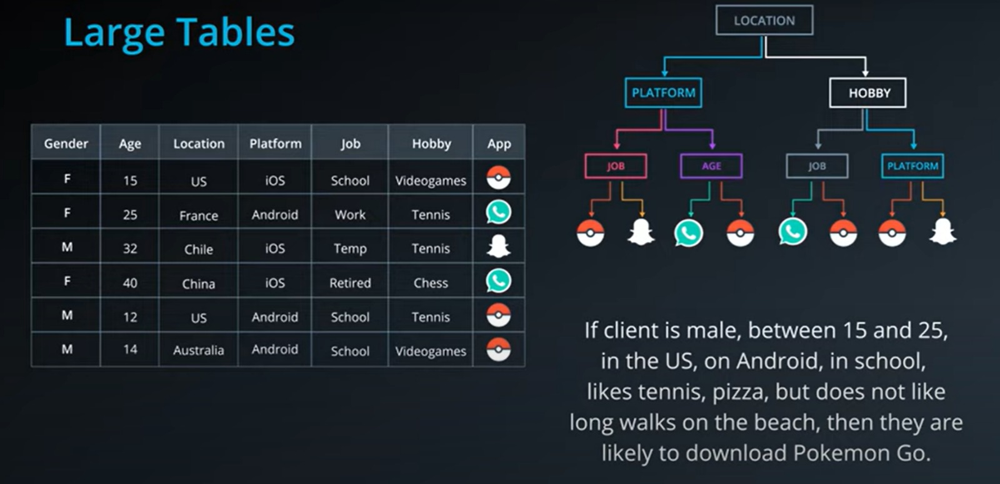 Large Tables
Gender Age Location Platform Job Hobby App
F 15 US iOS School Videogames
F 25 France Android Work Tennis
M 32 Chile iOS Temp Tennis
F 40 China iOS Retired Chess
M 12 US Android School Tennis
M 14 Australia Android School Videogames
LOCATION
PLATFORM HOBBY
JOB AGE JOB PLATFORM
If client is male, between 15 and 25,
in the US, on Android, in school,
likes tennis, pizza, but does not like
long walks on the beach, then they are
likely to download Pokemon Go.